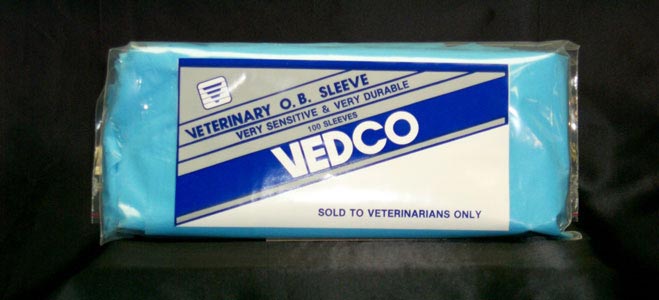 VETERINARY O.B. SLEEVE
VERY SENSITIVE & VERY DURABLE
100 SLEEVES
VEDCO
SOLD TO VETERINARIANS ONLY